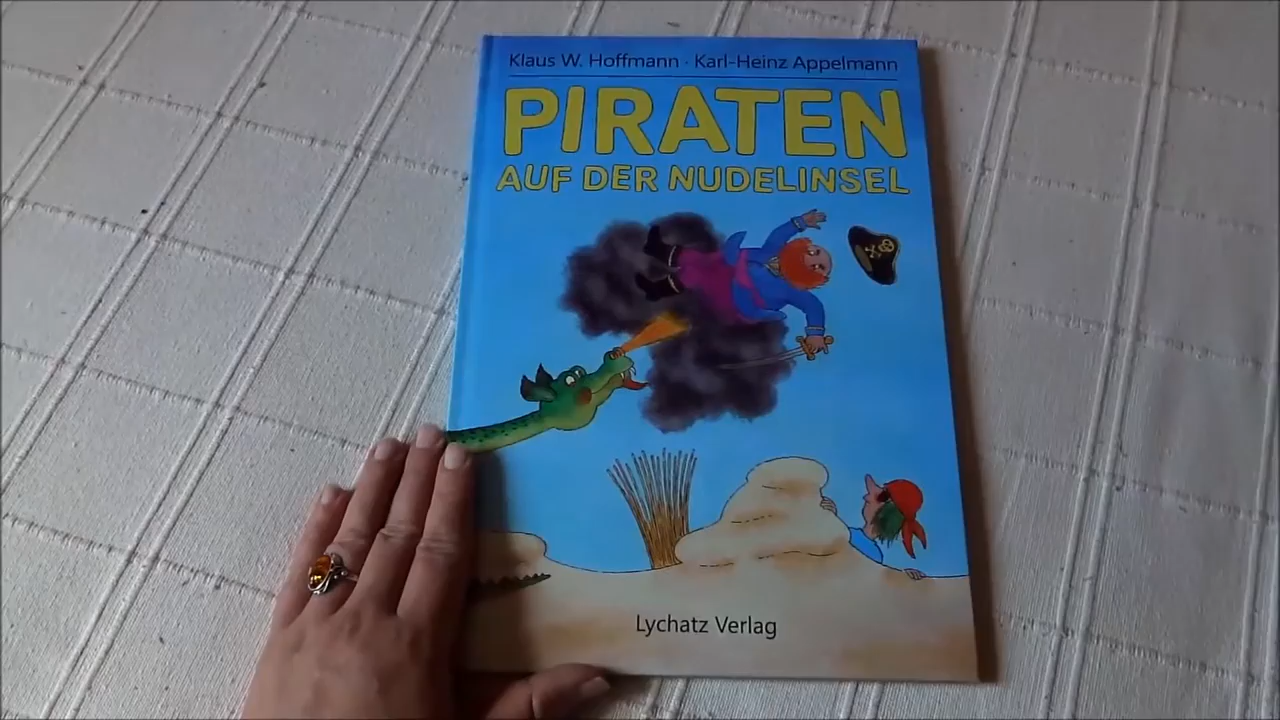 Klaus W. Hoffmann · Karl-Heinz Appelmann
PIRATEN
AUF DER NUDELINSEL
Lychatz Verlag